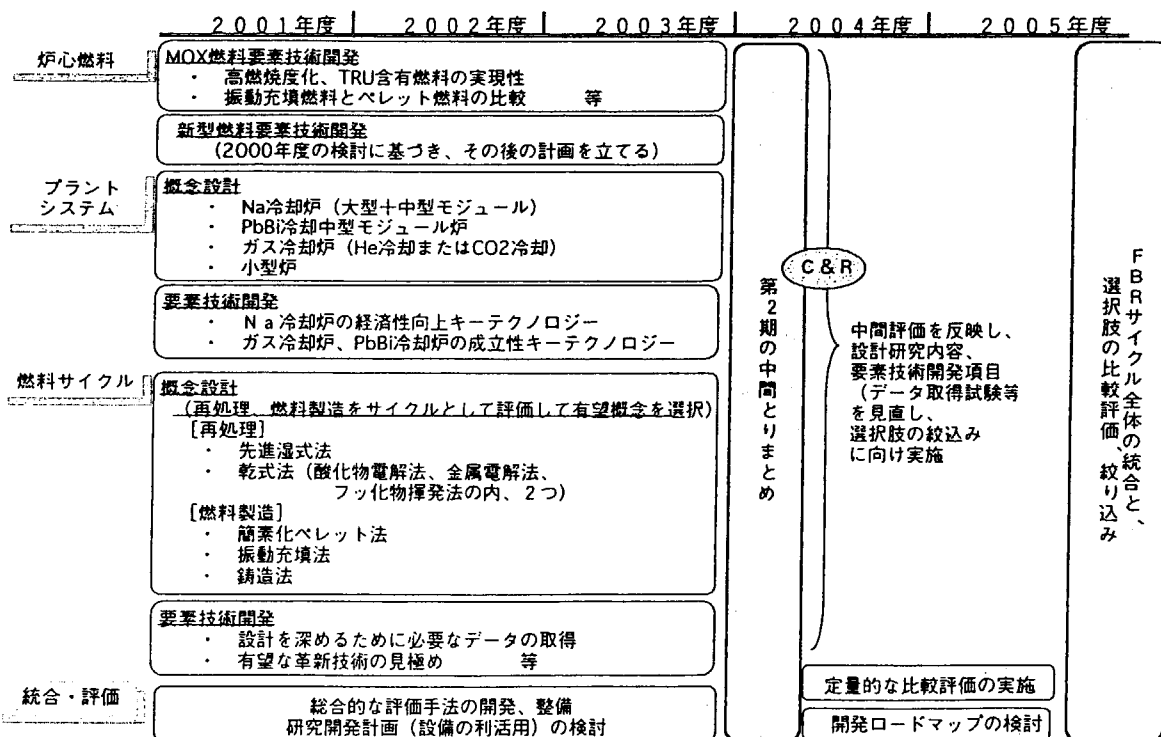 2001年度 2002年度 2003年度 2004年度 2005年度
炉心燃料
MOX燃料要素技術開発
・ 高燃焼度化、TRU含有燃料の実現性
・ 振動充填燃料とペレット燃料の比較 等
新型燃料要素技術開発
(2000年度の検討に基づき、その後の計画を立てる)
プラント
システム
概念設計
・ Na冷却炉 (大型+中型モジュール)
・ PbBi冷却中型モジュール炉
・ ガス冷却炉 (He冷却またはCO2冷却)
・ 小型炉
要素技術開発
・ Na冷却炉の経済性向上キーテクノロジー
・ ガス冷却炉、PbBi冷却炉の成立性キーテクノロジー
燃料サイクル
概念設計
(再処理、燃料製造をサイクルとして評価して有望概念を選択)
[再処理]
・ 先進湿式法
・ 乾式法 (酸化物電解法、金属電解法、
フッ化物揮発法の内、2つ)
[燃料製造]
・ 簡素化ペレット法
・ 振動充填法
・ 鋳造法
要素技術開発
・ 設計を深めるために必要なデータの取得
・ 有望な革新技術の見極め 等
統合・評価
総合的な評価手法の開発、整備
研究開発計画 (設備の利活用) の検討
第2期の中間とりまとめ
C&R
中間評価を反映し、
設計研究内容、
要素技術開発項目
(データ取得試験等
を見直し、
選択肢の絞込み
に向け実施
定量的な比較評価の実施
開発ロードマップの検討
FBRサイクル全体の統合と、
選択肢の比較評価、絞り込み